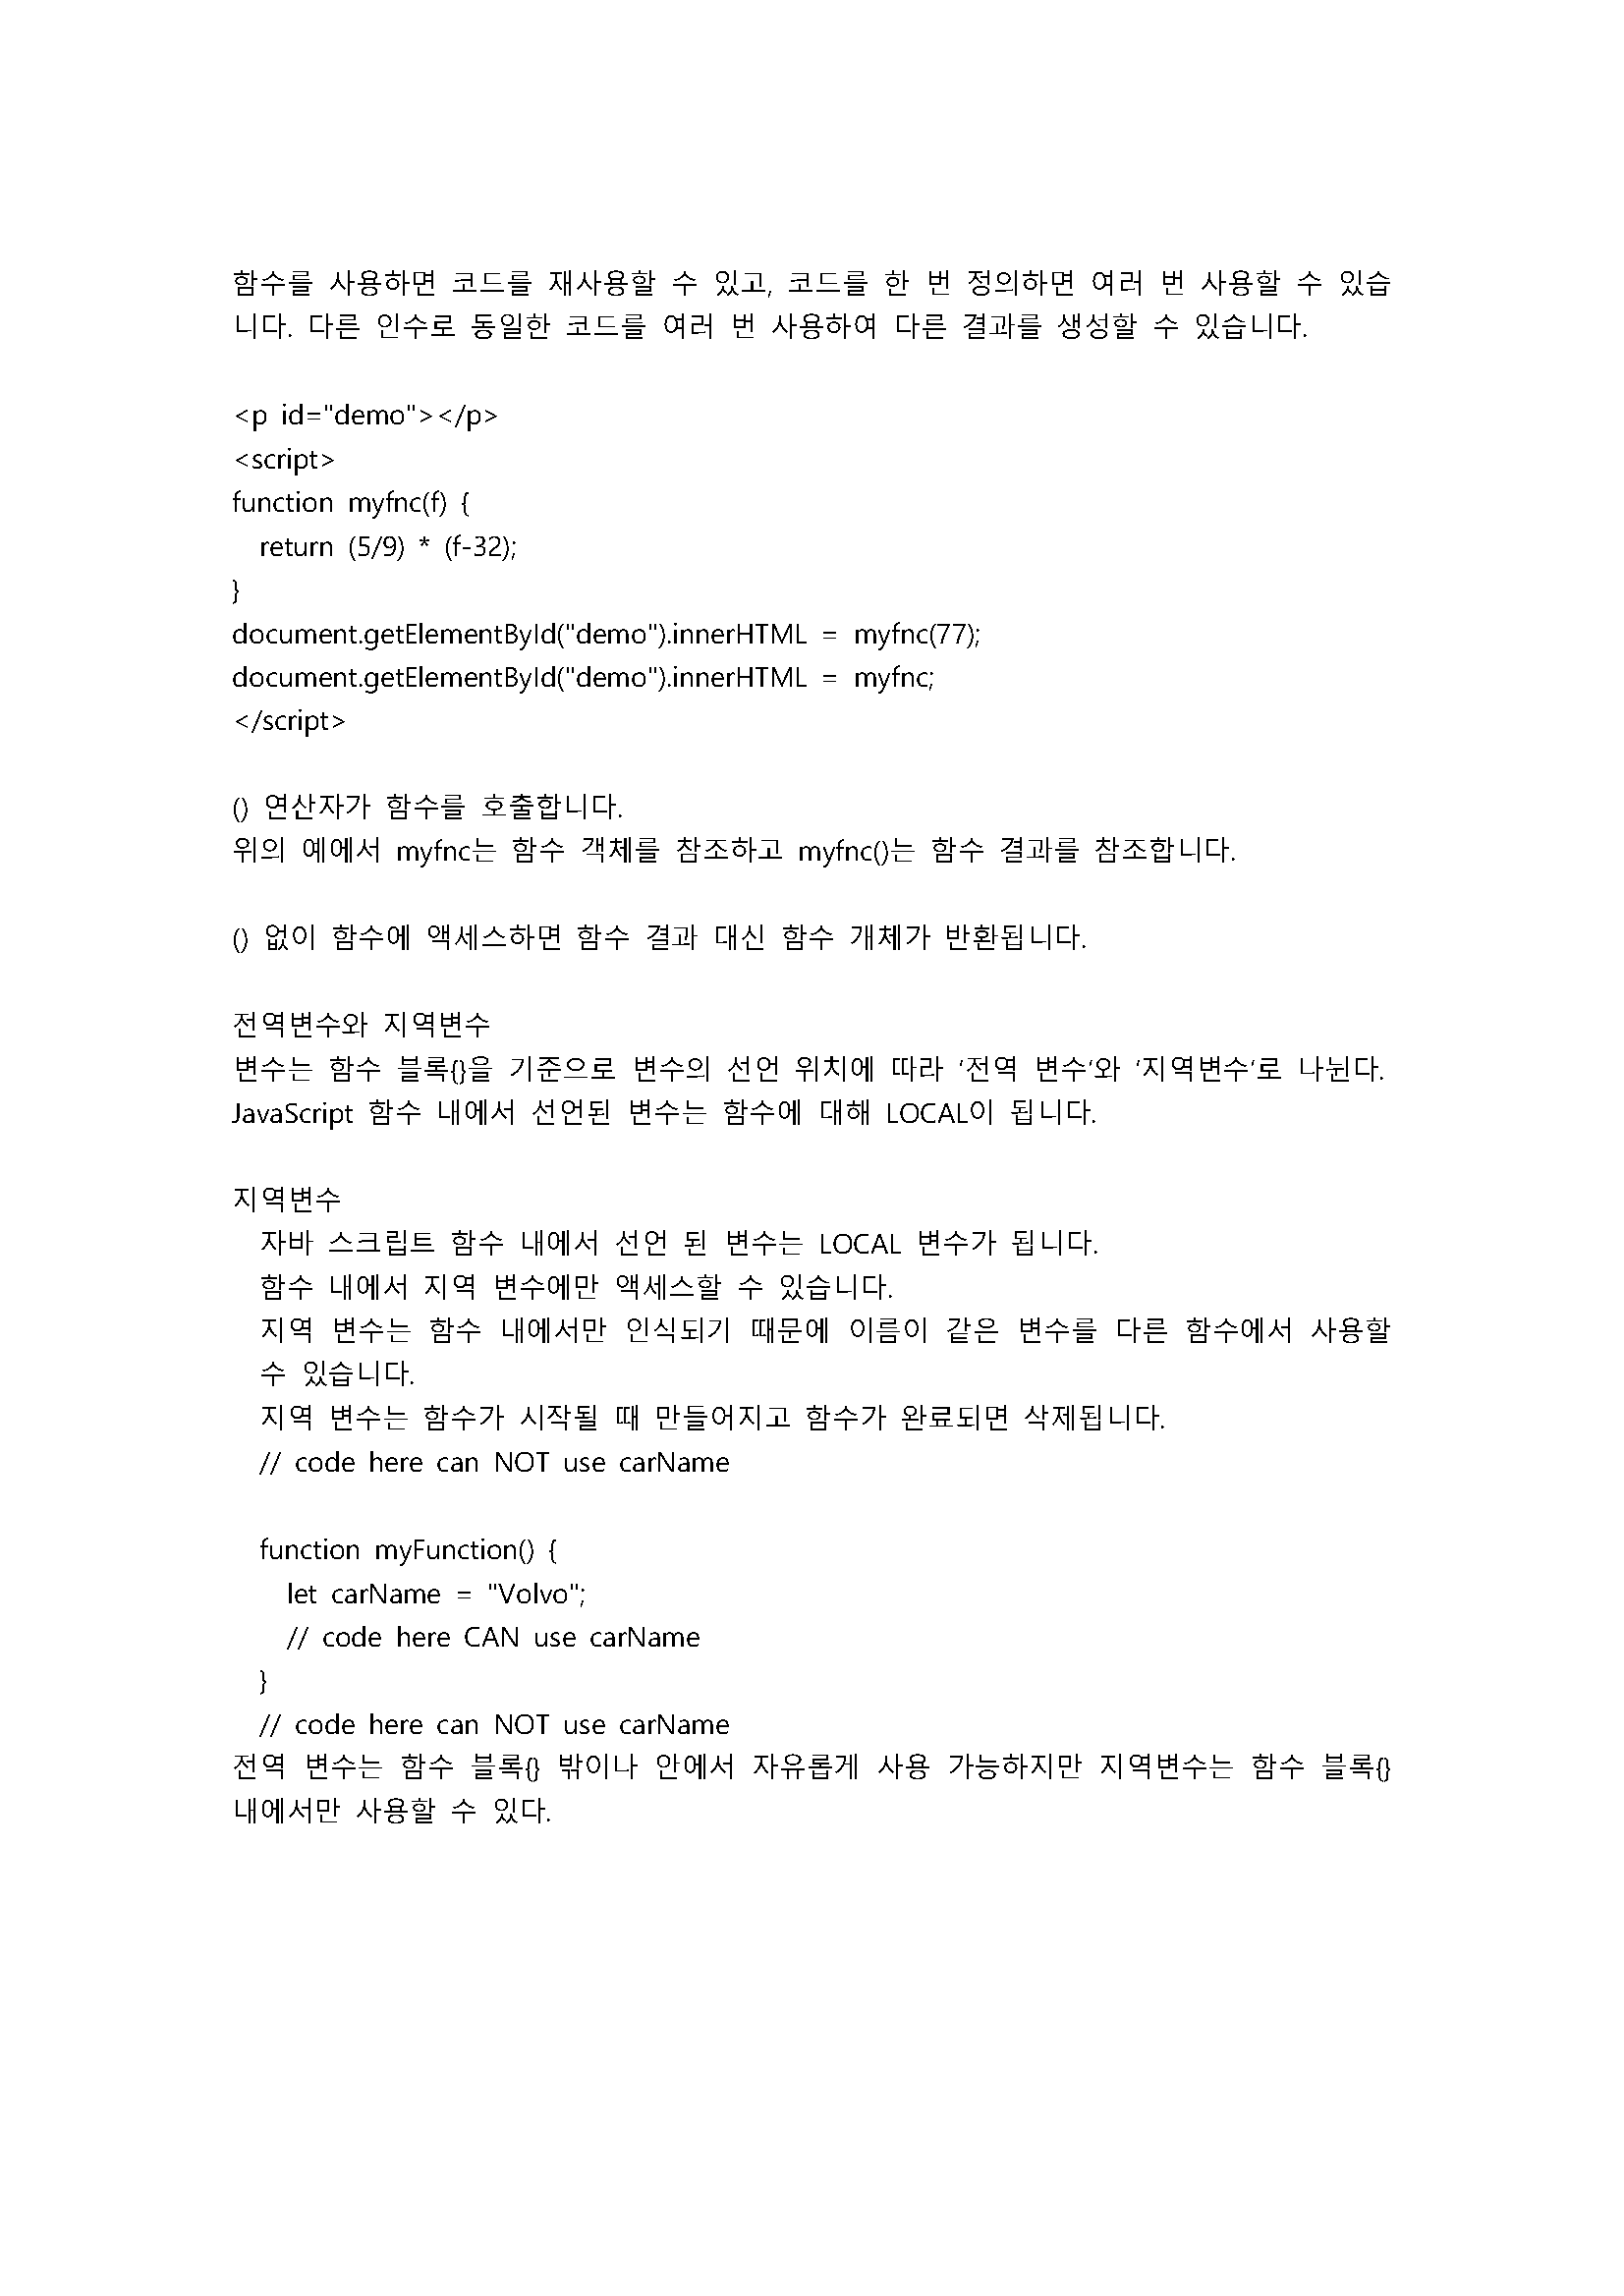 함수를 사용하면 코드를 재사용할 수 있고, 코드를 한 번 정의하면 여러 번 사용할 수 있습
니다. 다른 인수로 동일한 코드를 여러 번 사용하여 다른 결과를 생성할 수 있습니다.
<p id="demo"></p>
<script>
function myfnc(f) {
  return (5/9) * (f-32);
}
document.getElementById("demo").innerHTML = myfnc(77);
document.getElementById("demo").innerHTML = myfnc;
</script>
() 연산자가 함수를 호출합니다.
위의 예에서 myfnc는 함수 객체를 참조하고 myfnc()는 함수 결과를 참조합니다.
() 없이 함수에 액세스하면 함수 결과 대신 함수 개체가 반환됩니다.
전역변수와 지역변수
변수는 함수 블록{}을 기준으로 변수의 선언 위치에 따라 '전역 변수'와 '지역변수'로 나뉜다.
JavaScript 함수 내에서 선언된 변수는 함수에 대해 LOCAL이 됩니다.
지역변수
  자바 스크립트 함수 내에서 선언 된 변수는 LOCAL 변수가 됩니다.
  함수 내에서 지역 변수에만 액세스할 수 있습니다.
  지역 변수는 함수 내에서만 인식되기 때문에 이름이 같은 변수를 다른 함수에서 사용할
  수 있습니다.
  지역 변수는 함수가 시작될 때 만들어지고 함수가 완료되면 삭제됩니다.
  // code here can NOT use carName
  function myFunction() {
    let carName = "Volvo";
    // code here CAN use carName
  }
  // code here can NOT use carName
전역 변수는 함수 블록{} 밖이나 안에서 자유롭게 사용 가능하지만 지역변수는 함수 블록{}
내에서만 사용할 수 있다.